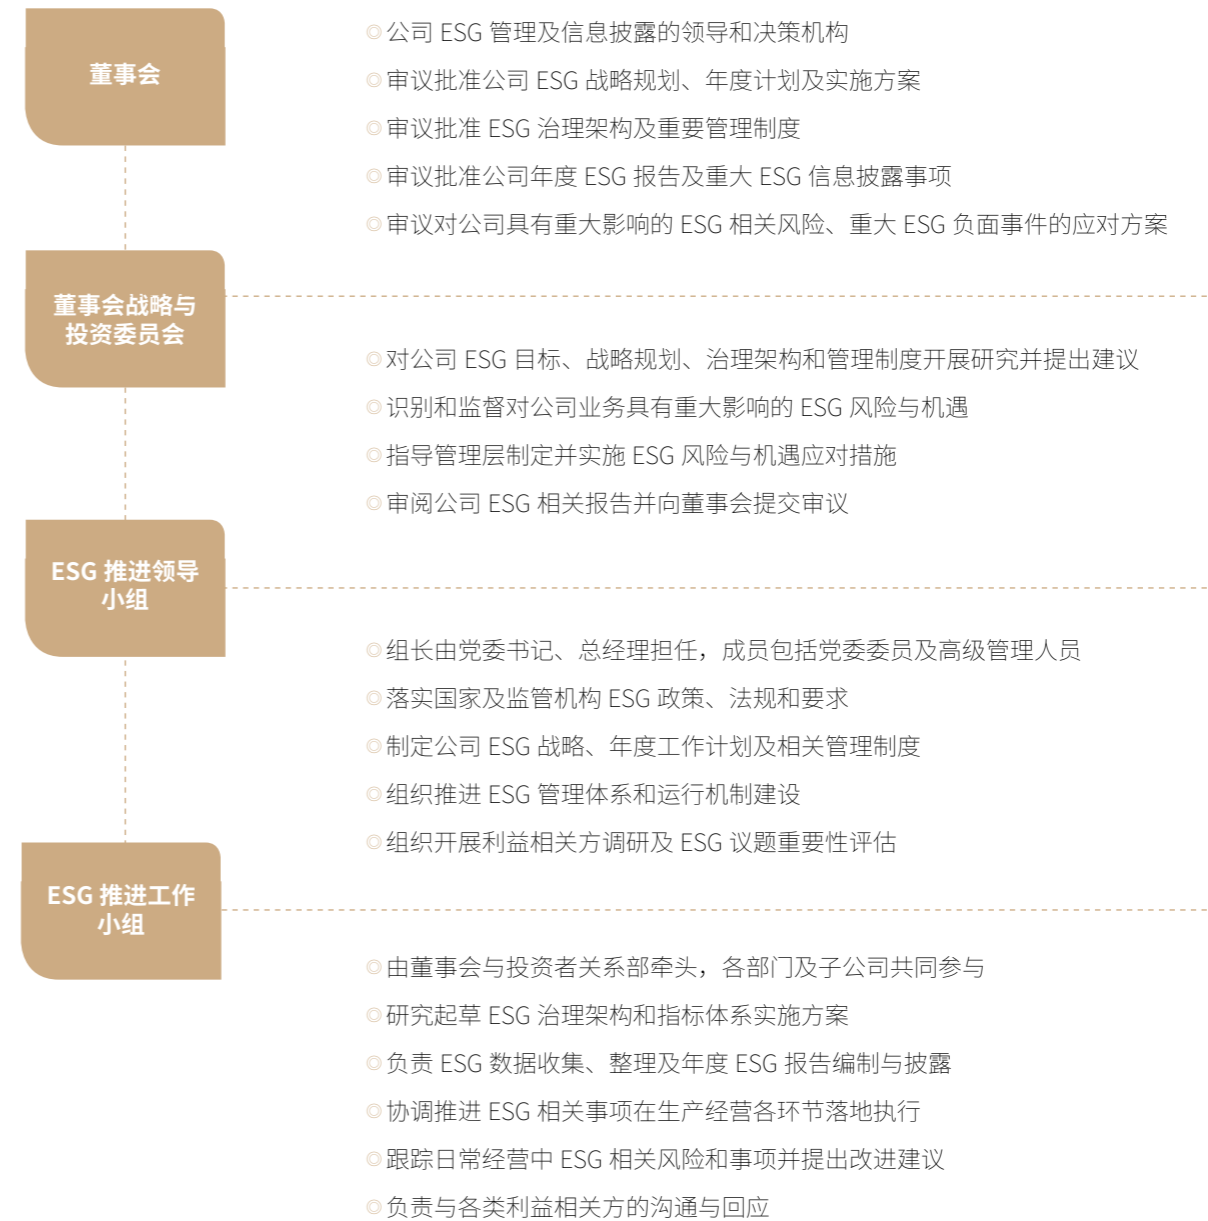 董事会
◎公司 ESG 管理及信息披露的领导和决策机构
◎审议批准公司 ESG 战略规划、年度计划及实施方案
◎审议批准 ESG 治理架构及重要管理制度
◎审议批准公司年度 ESG 报告及重大 ESG 信息披露事项
◎审议对公司具有重大影响的 ESG 相关风险、重大 ESG 负面事件的应对方案
董事会战略与
投资委员会
◎对公司 ESG 目标、战略规划、治理架构和管理制度开展研究并提出建议
◎识别和监督对公司业务具有重大影响的 ESG 风险与机遇
◎指导管理层制定并实施 ESG 风险与机遇应对措施
◎审阅公司 ESG 相关报告并向董事会提交审议
ESG 推进领导
小组
◎组长由党委书记、总经理担任，成员包括党委委员及高级管理人员
◎落实国家及监管机构 ESG 政策、法规和要求
◎制定公司 ESG 战略、年度工作计划及相关管理制度
◎组织推进 ESG 管理体系和运行机制建设
◎组织开展利益相关方调研及 ESG 议题重要性评估
ESG 推进工作
小组
◎由董事会与投资者关系部牵头，各部门及子公司共同参与
◎研究起草 ESG 治理架构和指标体系实施方案
◎负责 ESG 数据收集、整理及年度 ESG 报告编制与披露
◎协调推进 ESG 相关事项在生产经营各环节落地执行
◎跟踪日常经营中 ESG 相关风险和事项并提出改进建议
◎负责与各类利益相关方的沟通与回应